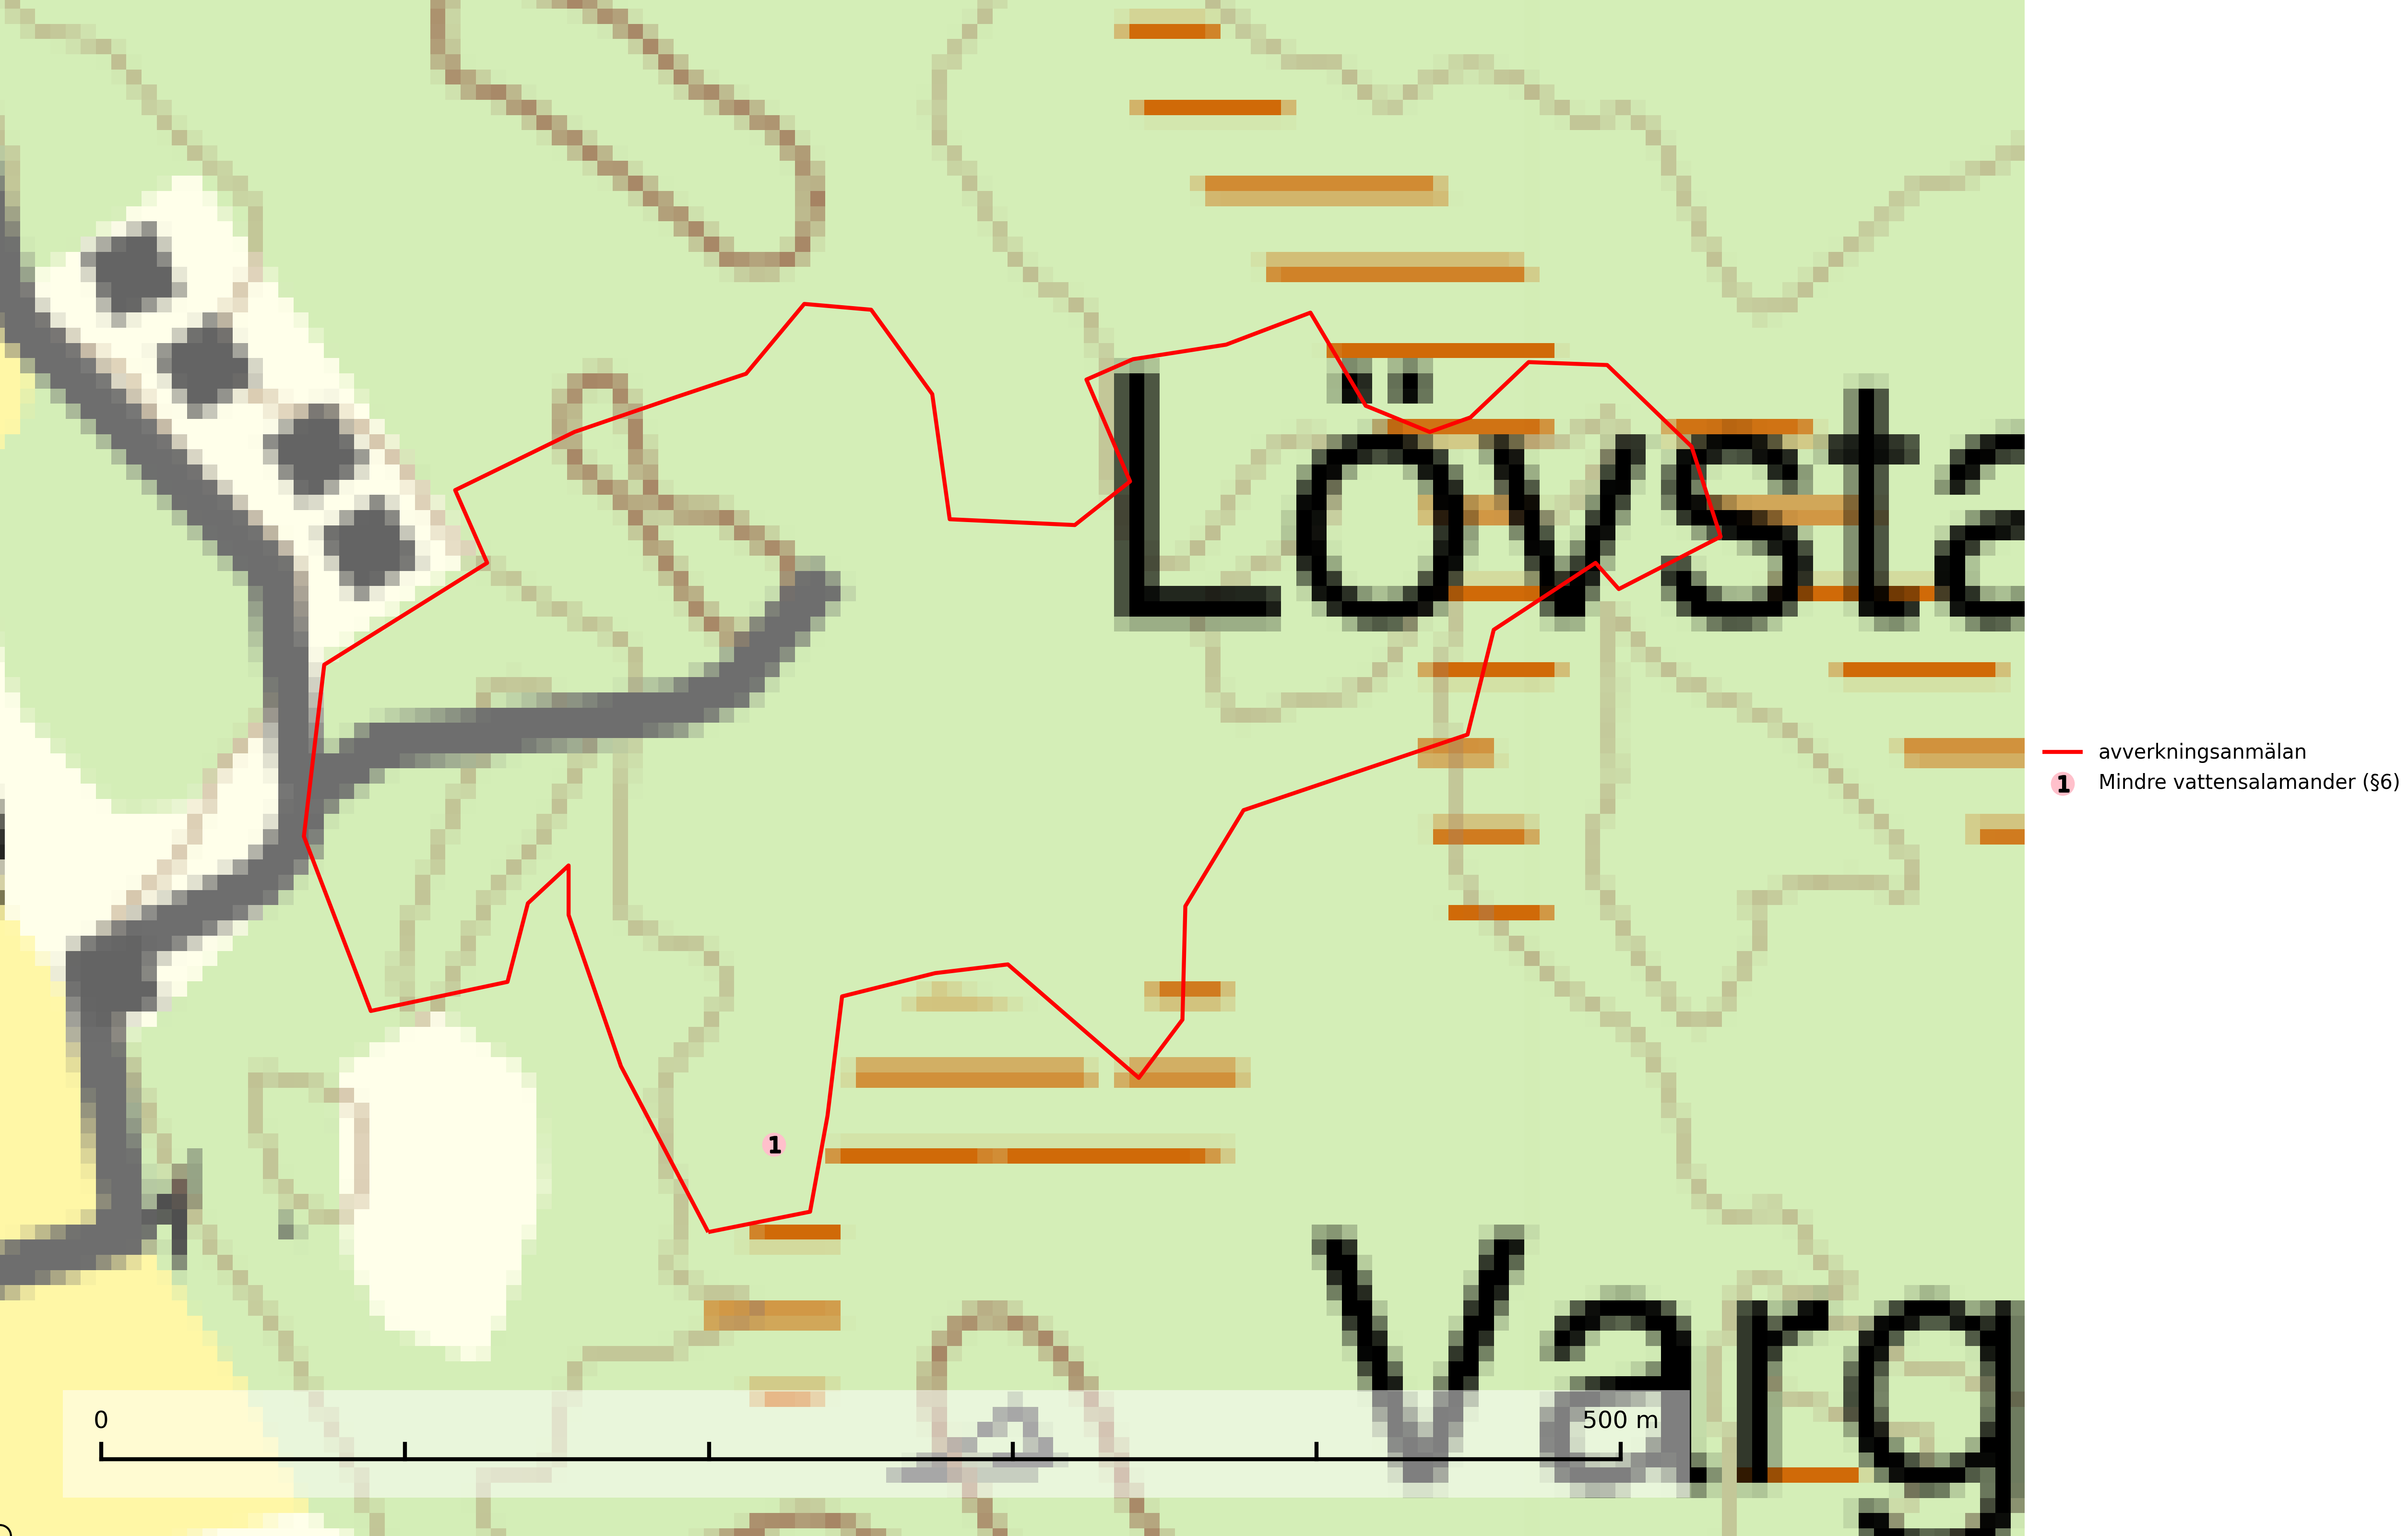 Lövsta
avverkningsanmälan
1 Mindre vattensalamander (§6)
1
Varg
0 500 m